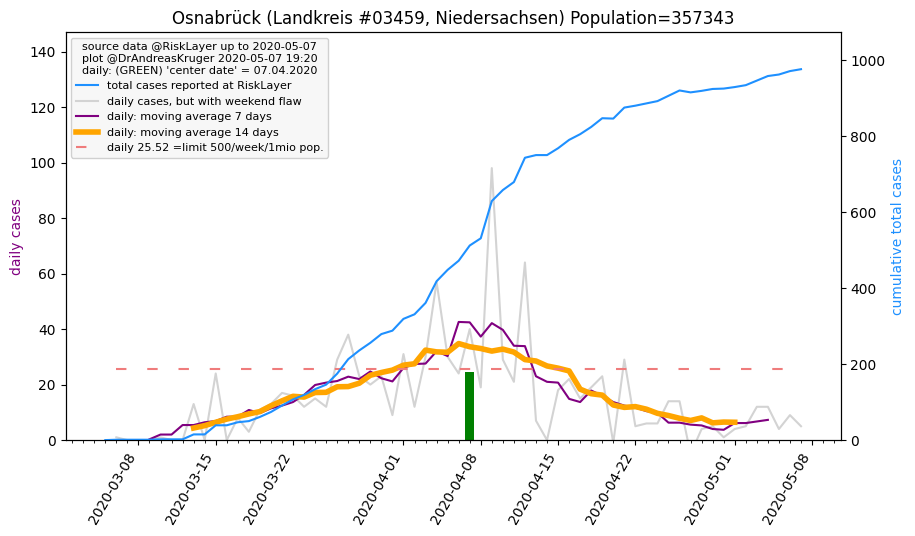 Osnabrück (Landkreis #03459, Niedersachsen) Population=357343
source data @RiskLayer up to 2020-05-07
plot @DrAndreasKruger 2020-05-07 19:20
daily: (GREEN) 'center date' = 07.04.2020
total cases reported at RiskLayer
daily cases, but with weekend flaw
daily: moving average 7 days
daily: moving average 14 days
daily 25.52 =limit 500/week/1mio pop.
daily cases
140
120
100
80
60
40
20
0
1000
800
600
400
200
0
cumulative total cases
2020-03-08
2020-03-15
2020-03-22
2020-04-01
2020-04-08
2020-04-15
2020-04-22
2020-05-01
2020-05-08